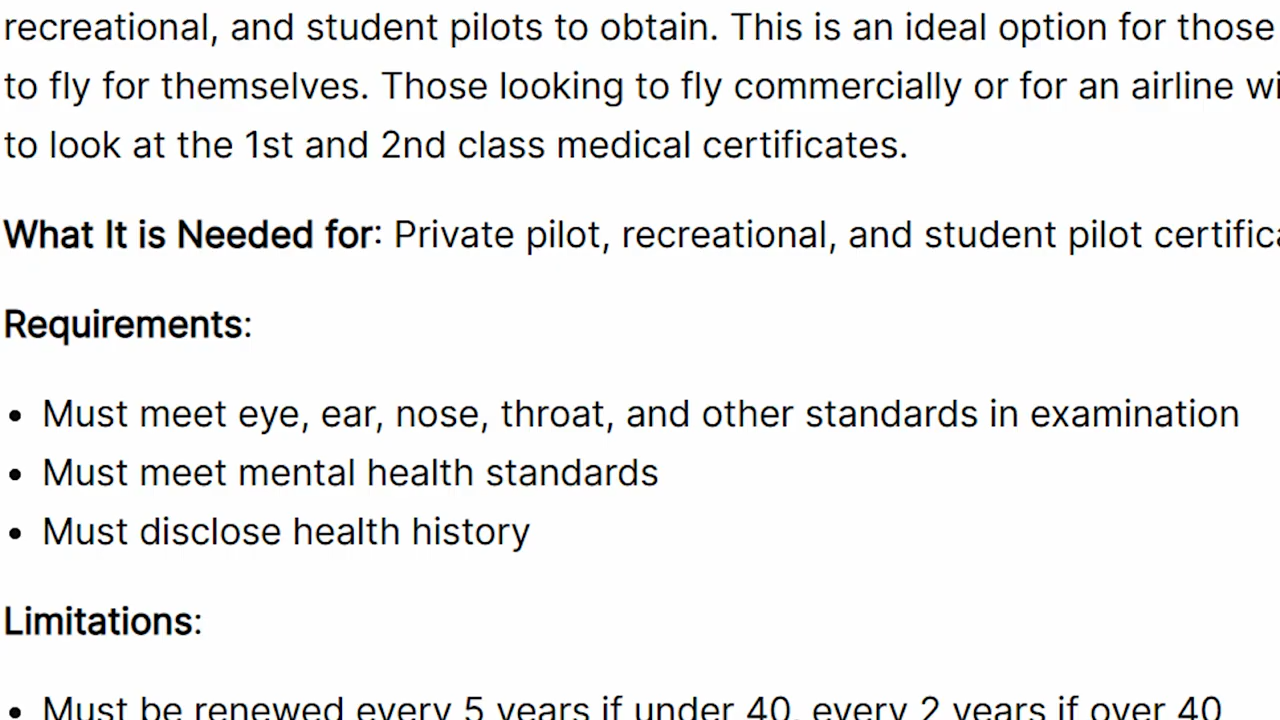 recreational, and student pilots to obtain. This is an ideal option for those
to fly for themselves. Those looking to fly commercially or for an airline
to look at the 1st and 2nd class medical certificates.
What It is Needed for: Private pilot, recreational, and student pilot
Requirements:
• Must meet eye, ear, nose, throat, and other standards in examination
• Must meet mental health standards
• Must disclose health history
Limitations:
• Must be renewed every 5 years if under 40, every 2 years if over 40